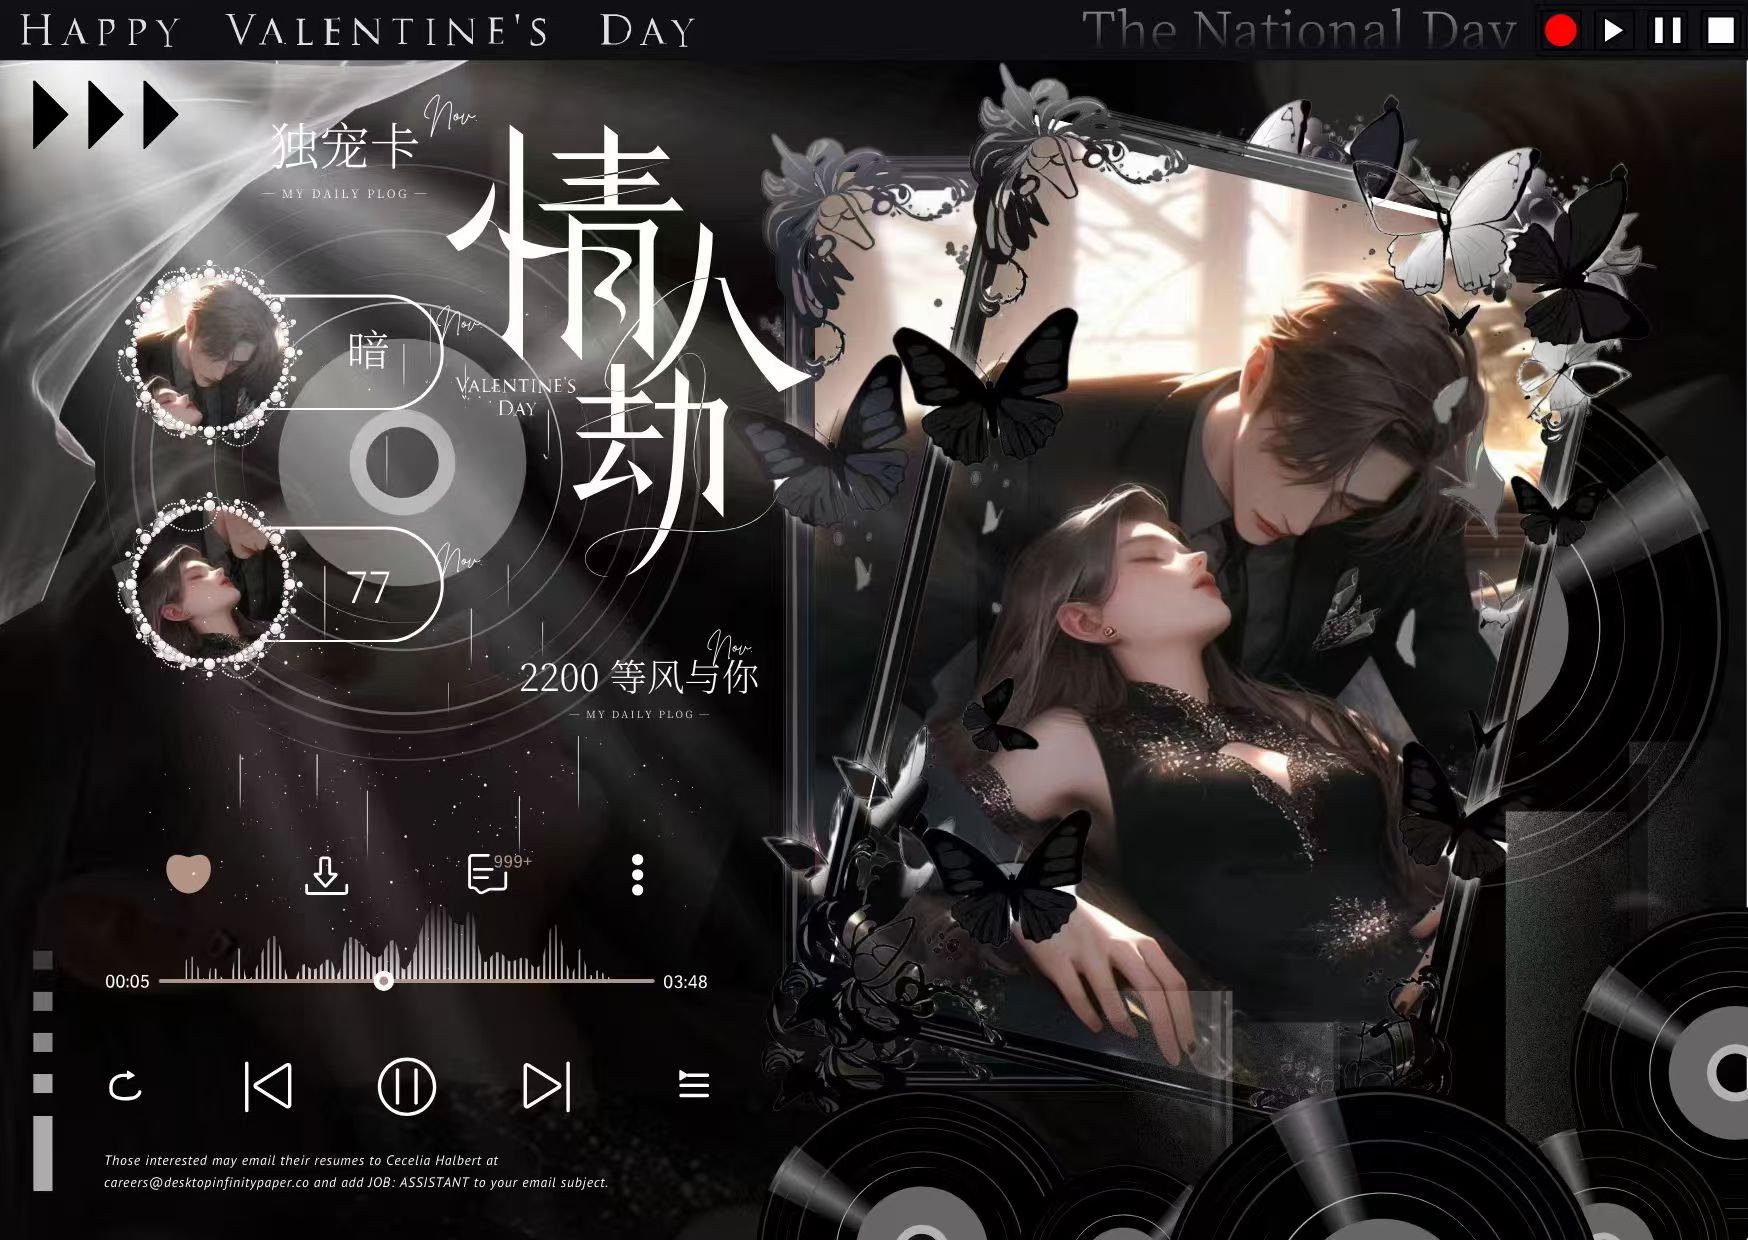 HAPPY VALENTINE'S DAY
The National Day
Nov.
独宠卡
— MY DAILY PLOG —
情人
劫
Nov.
暗
VALENTINE'S
DAY
Nov.
77
Nov.
2200 等风与你
— MY DAILY PLOG —
999+
00:05
03:48
Those interested may email their resumes to Cecelia Halbert at
careers@desktopinfinitypaper.co and add JOB: ASSISTANT to your email subject.